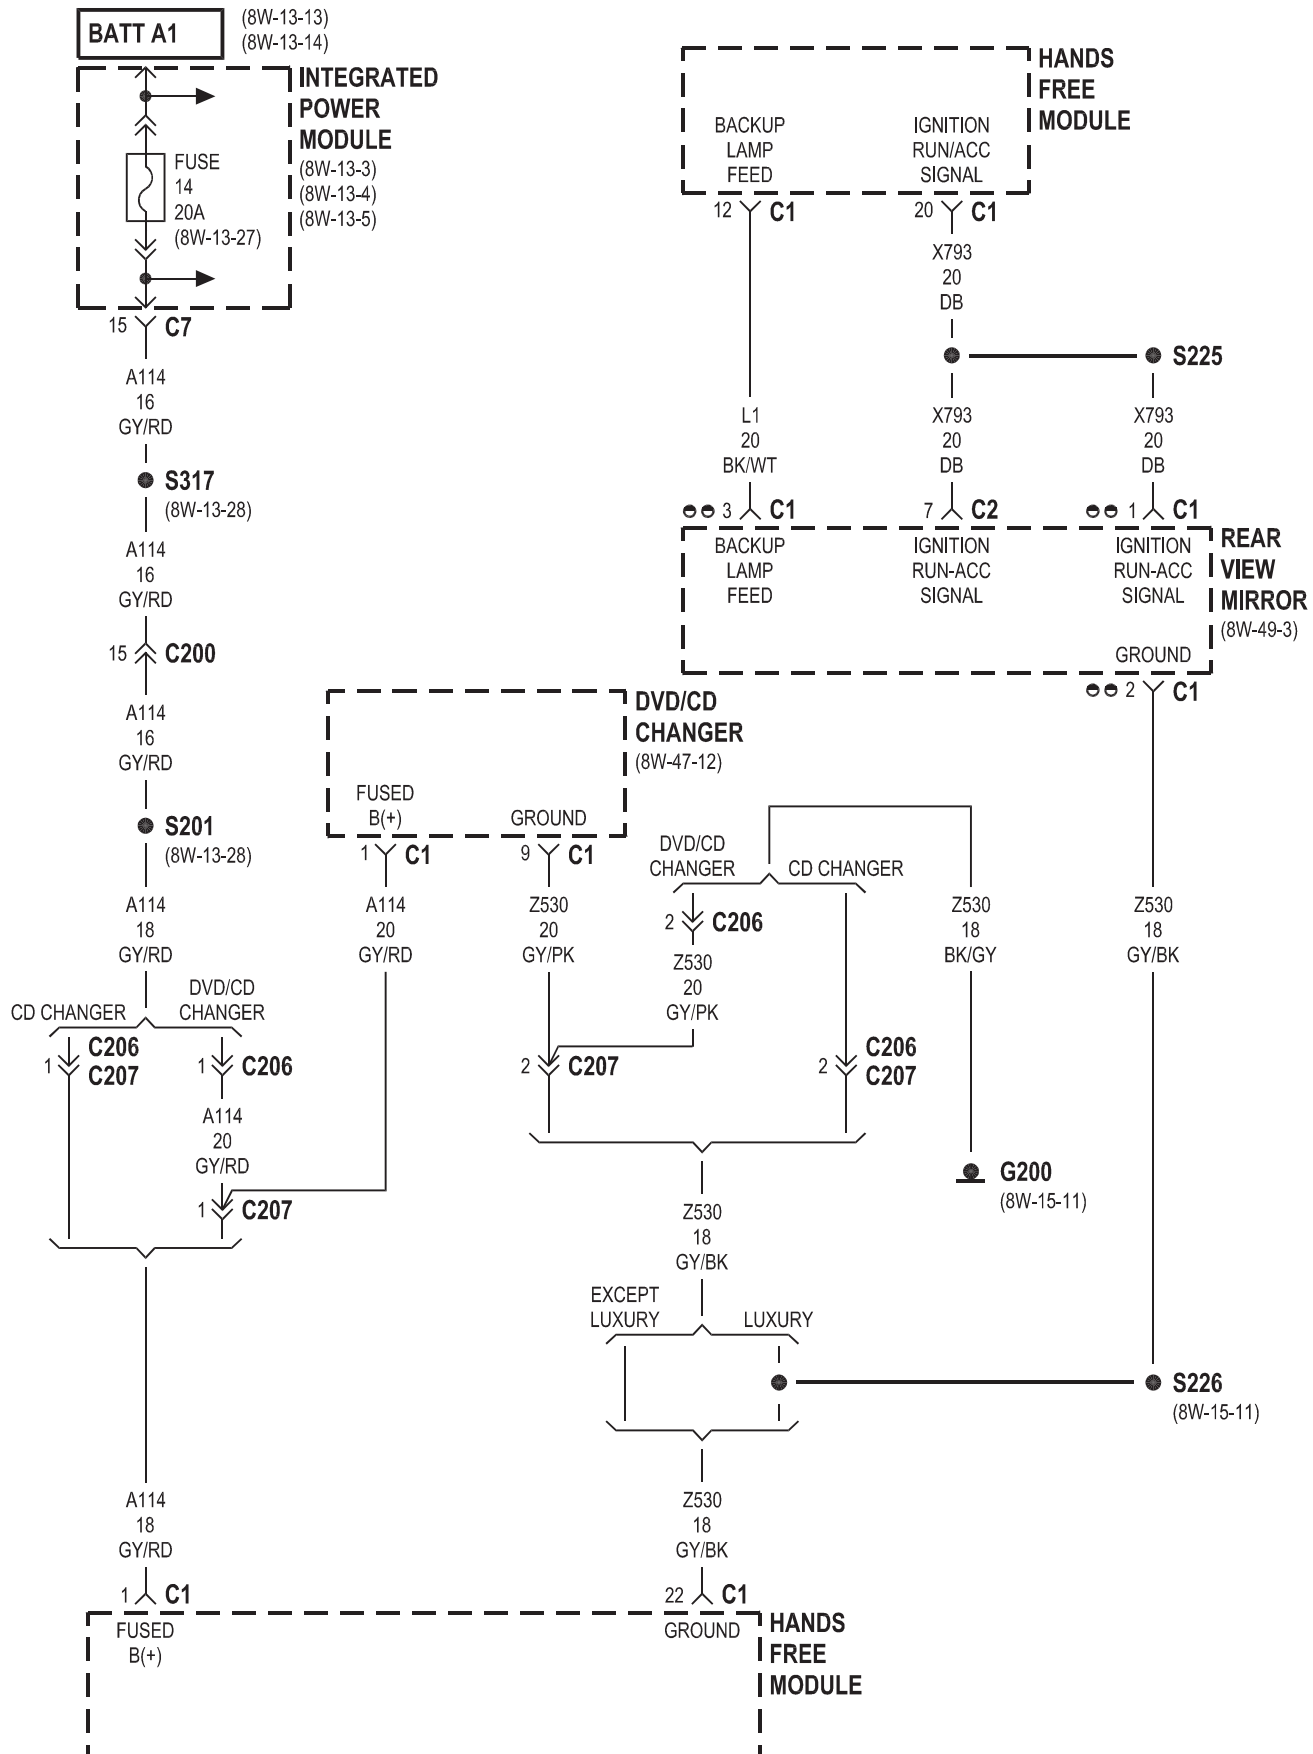 BATT A1
(8W-13-13)
(8W-13-14)
INTEGRATED
POWER
MODULE
(8W-13-3)
(8W-13-4)
(8W-13-5)
FUSE
14
20A
(8W-13-27)
15 C7
A114
16
GY/RD
S317
(8W-13-28)
A114
16
GY/RD
15 C200
A114
16
GY/RD
S201
(8W-13-28)
A114
18
GY/RD
CD CHANGER
DVD/CD
CHANGER
1 C206
C207
1 C206
A114
20
GY/RD
1 C207
A114
18
GY/RD
1 C1
FUSED
B(+)
HANDS
FREE
MODULE
BACKUP
LAMP
FEED
IGNITION
RUN/ACC
SIGNAL
12 C1
20 C1
X793
20
DB
S225
L1
20
BK/WT
X793
20
DB
X793
20
DB
3 C1
7 C2
1 C1
BACKUP
LAMP
FEED
IGNITION
RUN-ACC
SIGNAL
IGNITION
RUN-ACC
SIGNAL
REAR
VIEW
MIRROR
(8W-49-3)
GROUND
2 C1
DVD/CD
CHANGER
(8W-47-12)
FUSED
B(+)
GROUND
1 C1
9 C1
A114
20
GY/RD
Z530
20
GY/PK
DVD/CD
CHANGER
CD CHANGER
2 C206
Z530
20
GY/PK
Z530
18
BK/GY
Z530
18
GY/BK
2 C207
2 C206
C207
G200
(8W-15-11)
Z530
18
GY/BK
EXCEPT
LUXURY
LUXURY
S226
(8W-15-11)
Z530
18
GY/BK
22 C1
GROUND
HANDS
FREE
MODULE